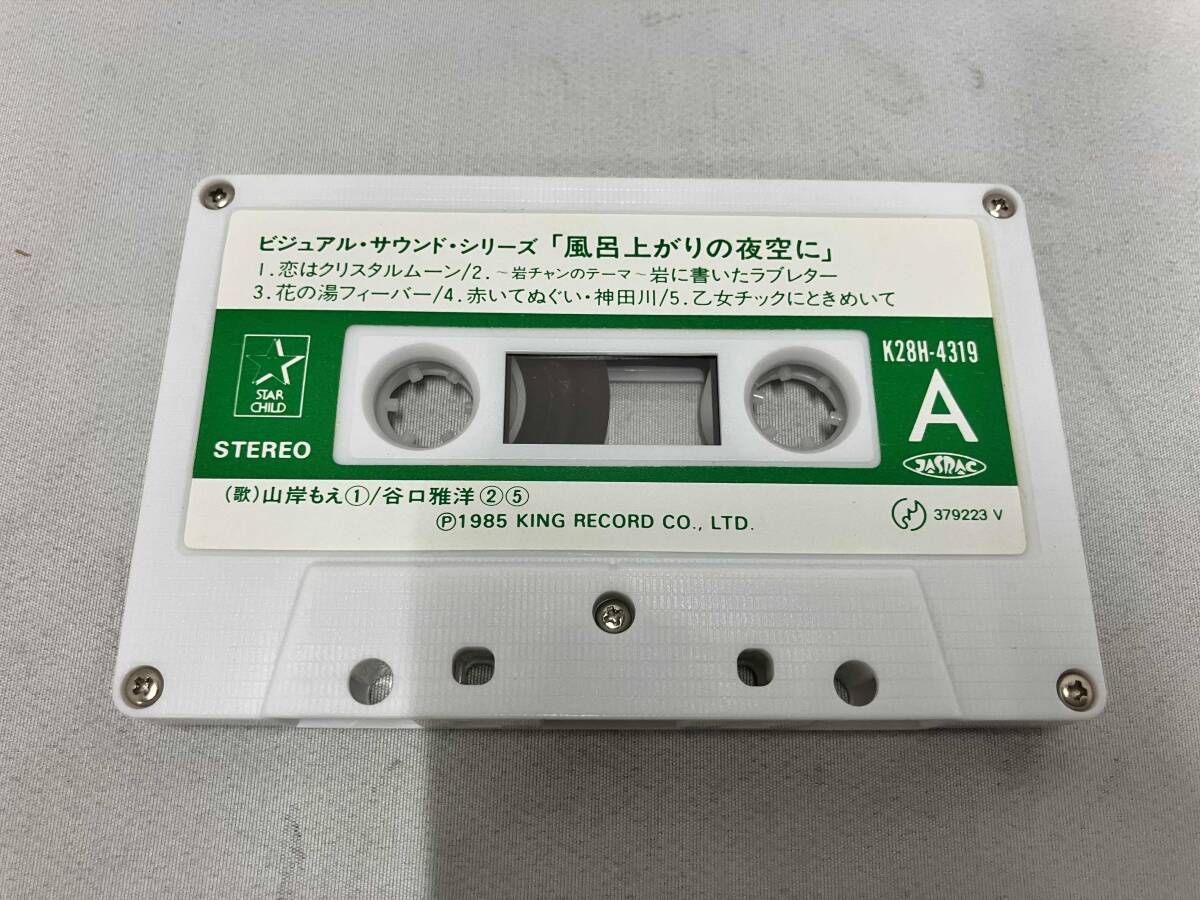 ビジュアル・サウンド・シリーズ「風呂上がりの夜空に」
1.恋はクリスタルムーン/2.～岩チャンのテーマ～岩に書いたラブレター
3.花の湯フィーバー/4.赤いてぬぐい・神田川/5.乙女チックにときめいて
STAR
CHILD
STEREO
K28H-4319
A
JASRAC
(歌)山岸もえ①/谷口雅洋②⑤
Ⓟ1985 KING RECORD CO., LTD.
379223 V